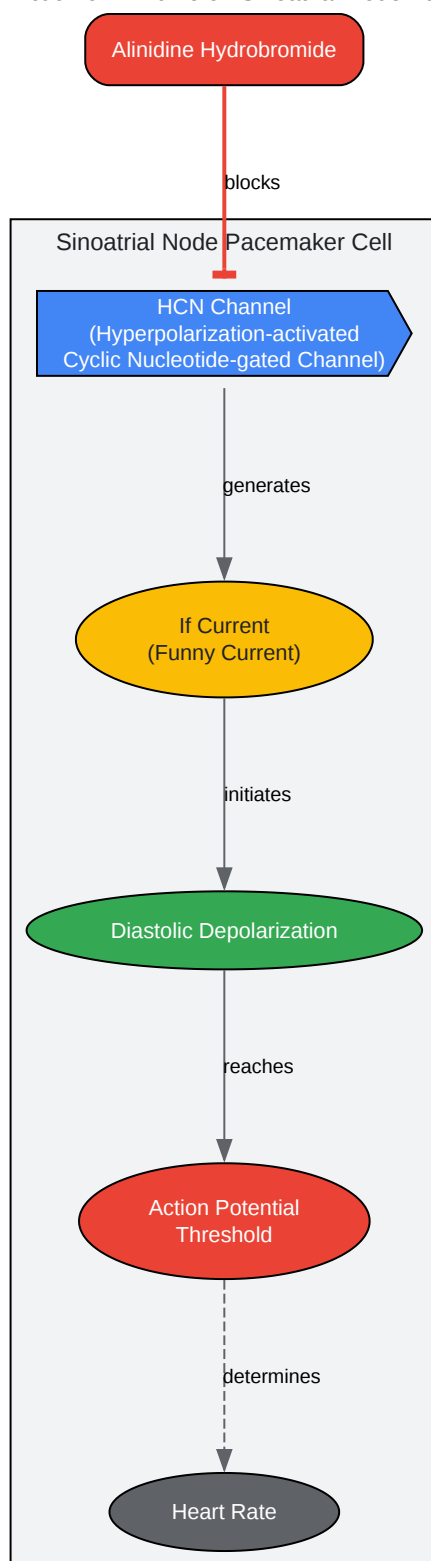 Alinidine Hydrobromide
blocks
Sinoatrial Node Pacemaker Cell
HCN Channel
(Hyperpolarization-activated
Cyclic Nucleotide-gated Channel)
generates
If Current
(Funny Current)
initiates
Diastolic Depolarization
reaches
Action Potential
Threshold
determines
Heart Rate